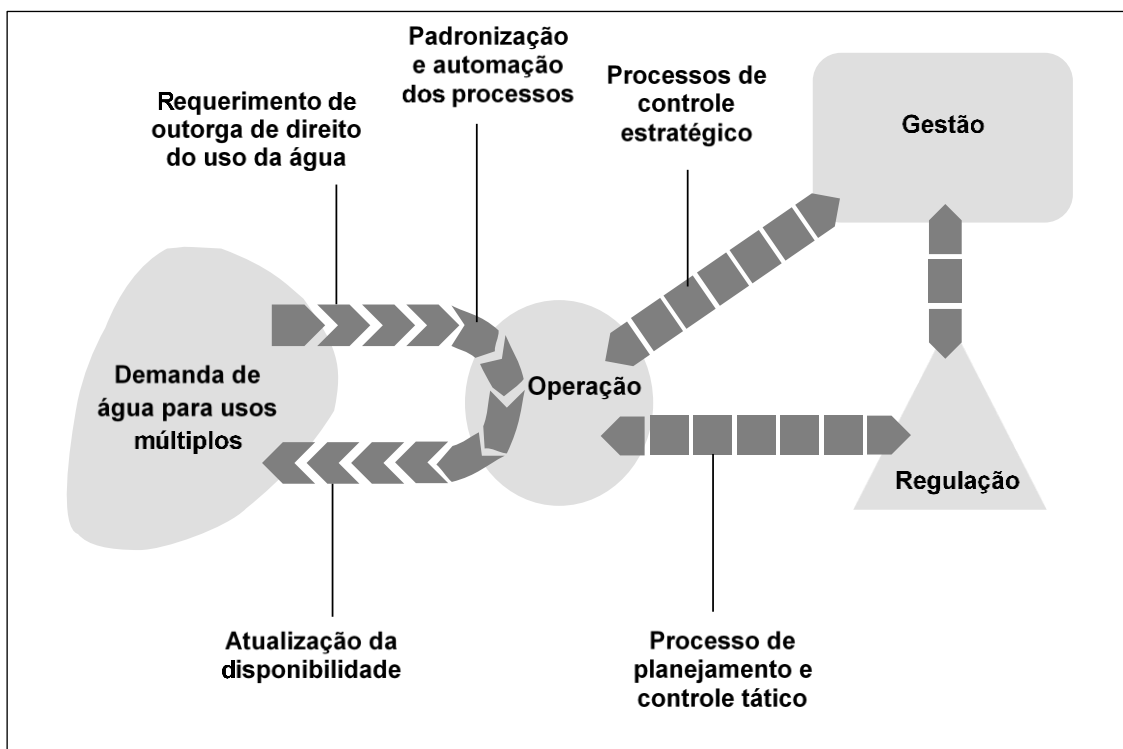 Padronização
e automação
dos processos
Requerimento de
outorga de direito
do uso da água
Processos de
controle
estratégico
Gestão
Demanda de
água para usos
múltiplos
Operação
Regulação
Atualização da
disponibilidade
Processo de
planejamento e
controle tático